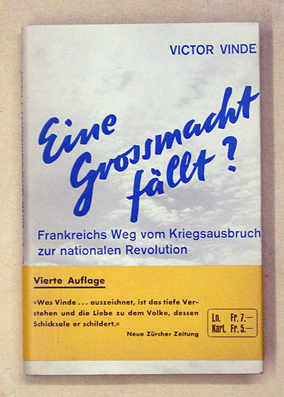 VICTOR VINDE
Eine
Grossmacht
fällt?
Frankreichs Weg vom Kriegsausbruch
zur nationalen Revolution
Vierte Auflage
»Was Vinde . . . auszeichnet, ist das tiefe Ver-
stehen und die Liebe zu dem Volke, dessen
Schicksale er schildert.«
Neue Zürcher Zeitung
Ln. Fr. 7.—
Kart. Fr. 5.—